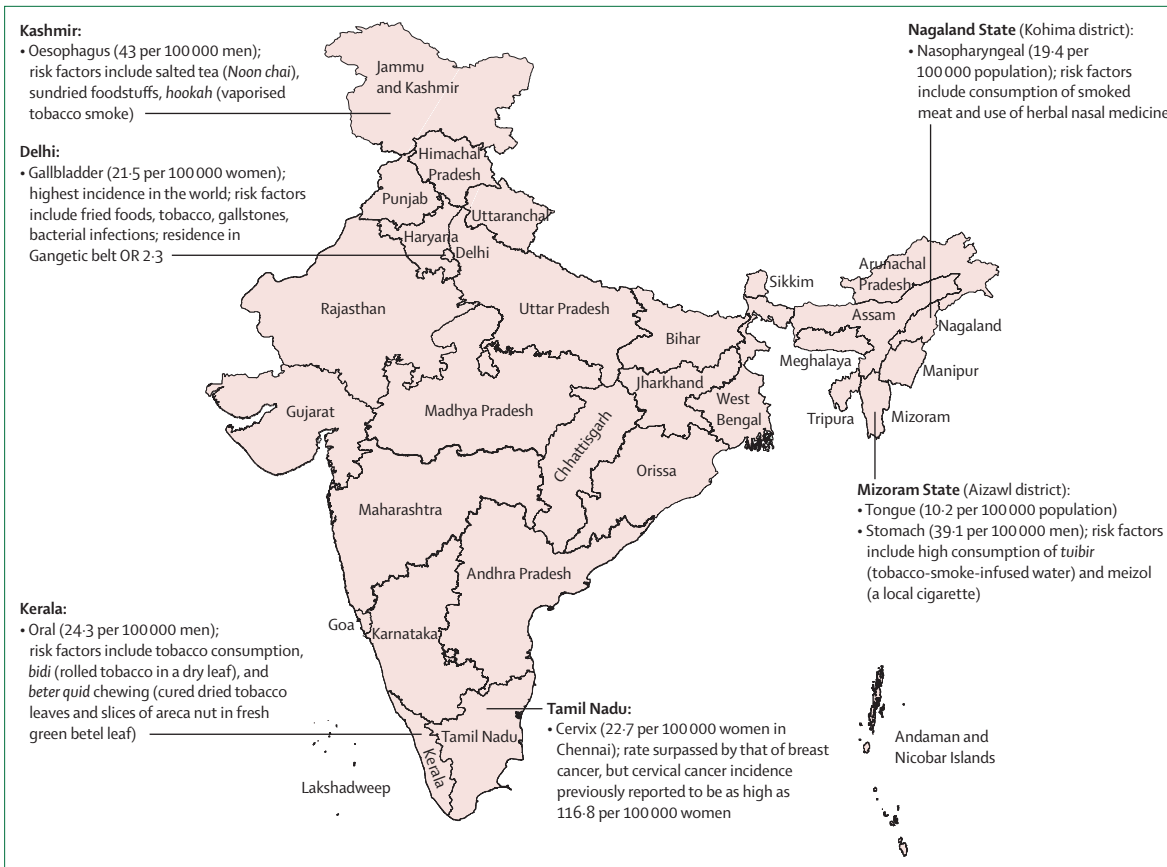 Kashmir:
• Oesophagus (43 per 100 000 men);
risk factors include salted tea (Noon chai),
sundried foodstuffs, hookah (vaporised
tobacco smoke)
Delhi:
• Gallbladder (21·5 per 100 000 women);
highest incidence in the world; risk factors
include fried foods, tobacco, gallstones,
bacterial infections; residence in
Gangetic belt OR 2·3
Kerala:
• Oral (24·3 per 100 000 men);
risk factors include tobacco consumption,
bidi (rolled tobacco in a dry leaf), and
beter quid chewing (cured dried tobacco
leaves and slices of areca nut in fresh
green betel leaf)
Nagaland State (Kohima district):
• Nasopharyngeal (19·4 per
100 000 population); risk factors
include consumption of smoked
meat and use of herbal nasal medicine
Mizoram State (Aizawl district):
• Tongue (10·2 per 100 000 population)
• Stomach (39·1 per 100 000 men); risk factors
include high consumption of tuibir
(tobacco-smoke-infused water) and meizol
(a local cigarette)
Tamil Nadu:
• Cervix (22·7 per 100 000 women in
Chennai); rate surpassed by that of breast
cancer, but cervical cancer incidence
previously reported to be as high as
116·8 per 100 000 women
Jammu
and Kashmir
Himachal
Pradesh
Punjab
Uttaranchal
Haryana
Delhi
Rajasthan
Uttar Pradesh
Bihar
Sikkim
Arunachal
Pradesh
Assam
Nagaland
Meghalaya
Manipur
Tripura
Mizoram
Gujarat
Madhya Pradesh
Jharkhand
West
Bengal
Chhattisgarh
Orissa
Maharashtra
Andhra Pradesh
Goa
Karnataka
Tamil Nadu
Kerala
Lakshadweep
Andaman and
Nicobar Islands